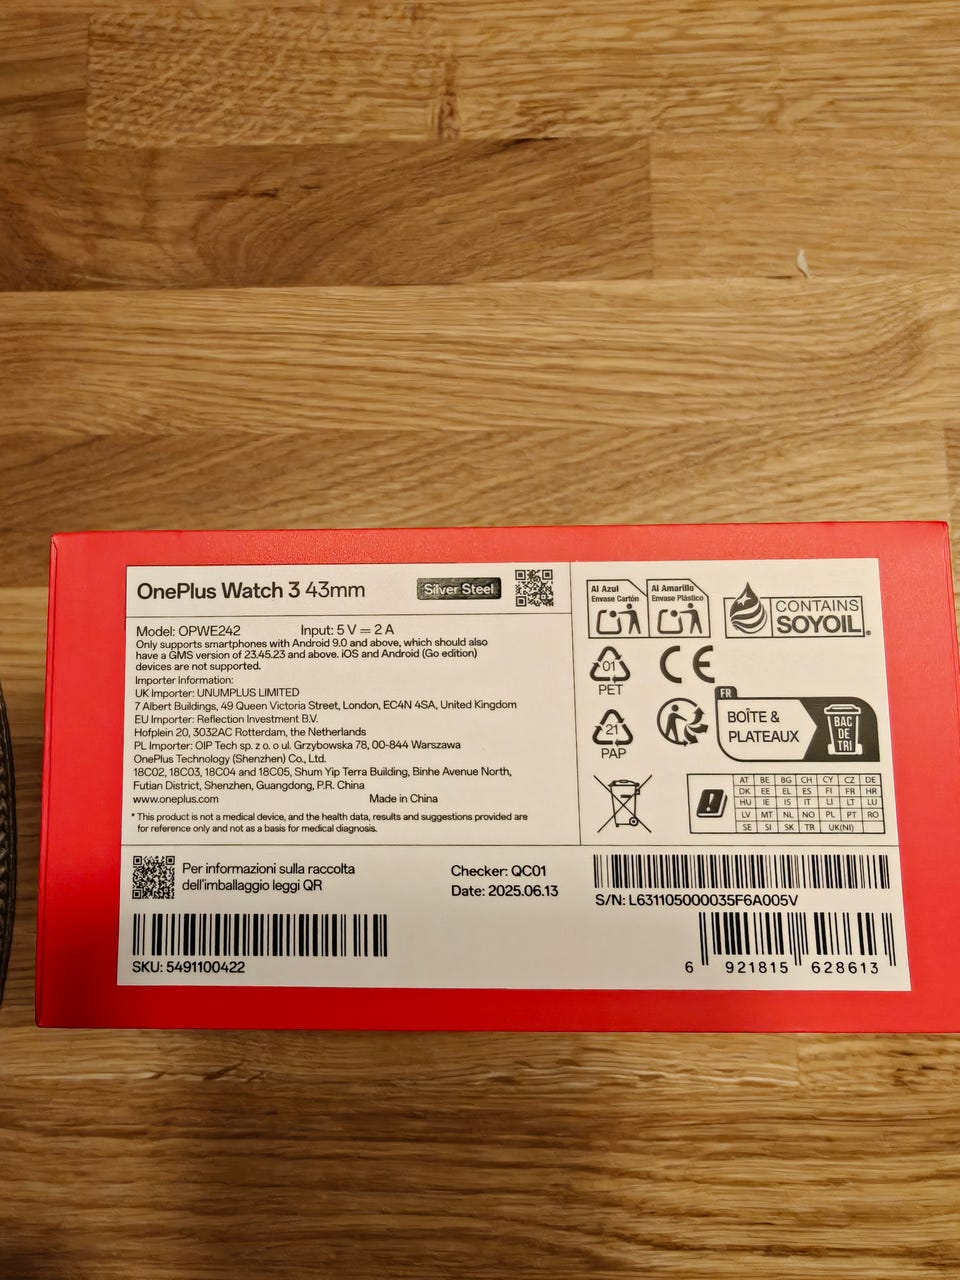 OnePlus Watch 3 43mm
Silver Steel
Model: OPWE242
Input: 5 V = 2 A
Only supports smartphones with Android 9.0 and above, which should also
have a GMS version of 23.45.23 and above. iOS and Android (Go edition)
devices are not supported.
Importer Information:
UK Importer: UNUMPLUS LIMITED
7 Albert Buildings, 49 Queen Victoria Street, London, EC4N 4SA, United Kingdom
EU Importer: Reflection Investment B.V.
Hofplein 20, 3032AC Rotterdam, the Netherlands
PL Importer: OIP Tech sp. z o. o ul. Grzybowska 78, 00-844 Warszawa
OnePlus Technology (Shenzhen) Co., Ltd.
18C02, 18C03, 18C04 and 18C05, Shum Yip Terra Building, Binhe Avenue North,
Futian District, Shenzhen, Guangdong, P.R. China
www.oneplus.com
Made in China
* This product is not a medical device, and the health data, results and suggestions provided are
for reference only and not as a basis for medical diagnosis.
Al Azul
Envase Cartón
Al Amarillo
Envase Plástico
CONTAINS
SOYOIL
01
PET
CE
21
PAP
FR
BOÎTE &
PLATEAUX
BAC
DE
TRI
AT BE BG CH CY CZ DE
DK EE EL ES FI FR HR
HU IE IS IT LI LT LU
LV MT NL NO PL PT RO
SE SI SK TR UK(NI)
Per informazioni sulla raccolta
dell'imballaggio leggi QR
Checker: QC01
Date: 2025.06.13
S/N: L631105000035F6A005V
SKU: 5491100422
6 921815 628613